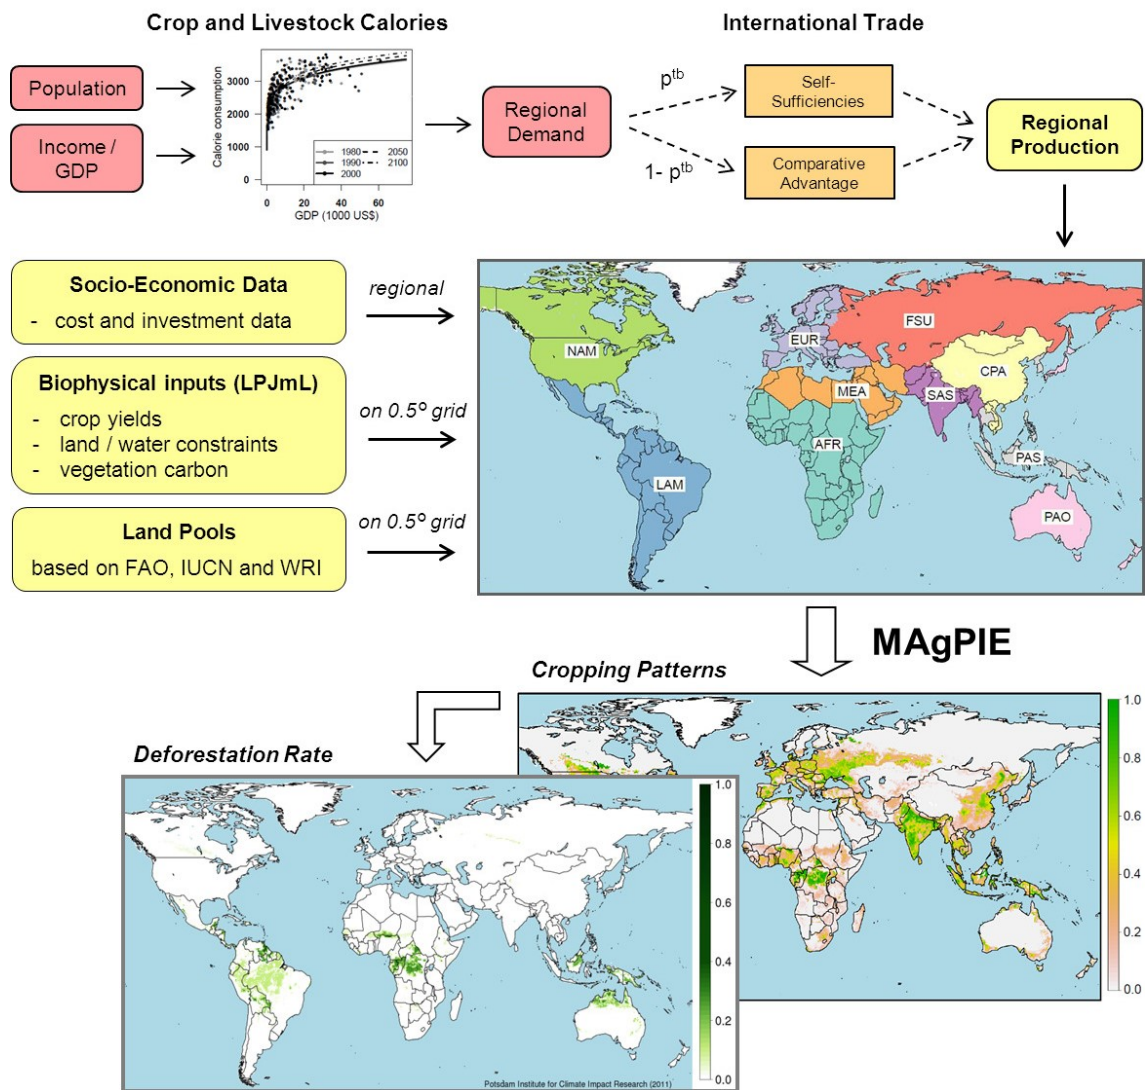 Crop and Livestock Calories
International Trade
Population
Income /
GDP
Calorie consumption
3000
2000
1000
0
1980
1990
2000
2050
2100
0 20 40 60
GDP (1000 US$)
Regional
Demand
p^tb
1- p^tb
Self-
Sufficiencies
Comparative
Advantage
Regional
Production
Socio-Economic Data
- cost and investment data
regional
Biophysical inputs (LPJmL)
- crop yields
- land / water constraints
- vegetation carbon
on 0.5° grid
Land Pools
based on FAO, IUCN and WRI
on 0.5° grid
NAM
LAM
EUR
MEA
AFR
FSU
CPA
SAS
PAS
PAO
MAgPIE
Cropping Patterns
1.0
0.8
0.6
0.4
0.2
0.0
Deforestation Rate
1.0
0.8
0.6
0.4
0.2
0.0
Potsdam Institute for Climate Impact Research (2011)